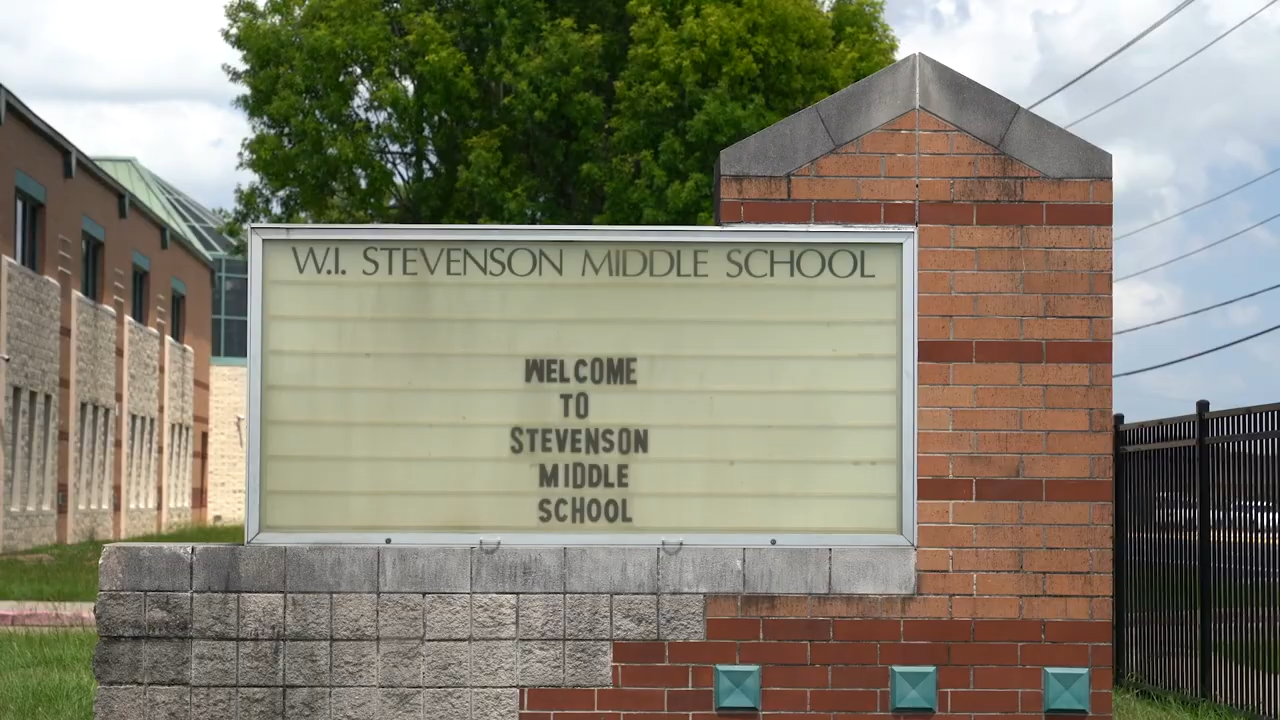 W.I. STEVENSON MIDDLE SCHOOL
WELCOME
TO
STEVENSON
MIDDLE
SCHOOL